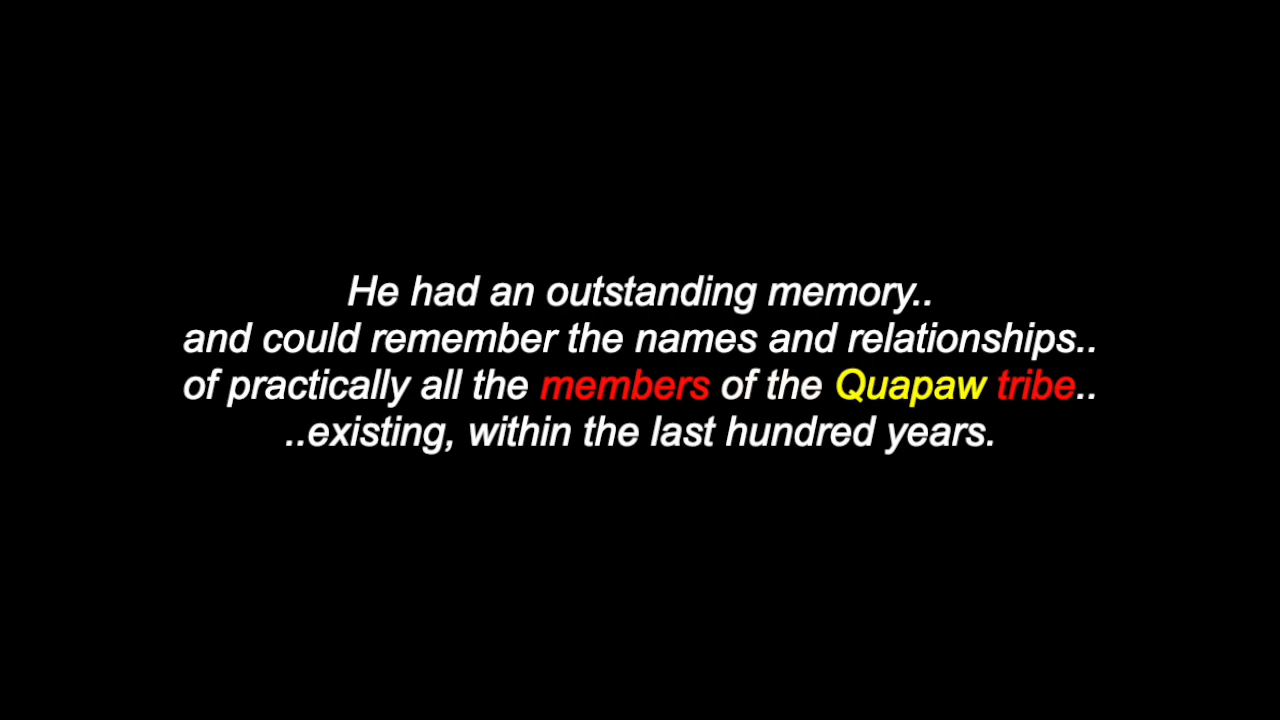 He had an outstanding memory..
and could remember the names and relationships..
of practically all the members of the Quapaw tribe..
..existing, within the last hundred years.